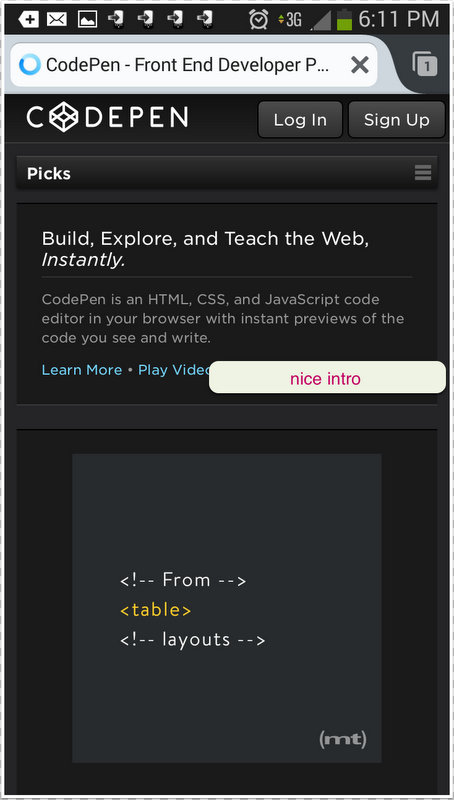 3G 6:11 PM
CodePen - Front End Developer P...
1
CODEPEN
Log In
Sign Up
Picks
Build, Explore, and Teach the Web,
Instantly.
CodePen is an HTML, CSS, and JavaScript code
editor in your browser with instant previews of the
code you see and write.
Learn More • Play Video
nice intro
<!-- From -->
<table>
<!-- layouts -->
(mt)